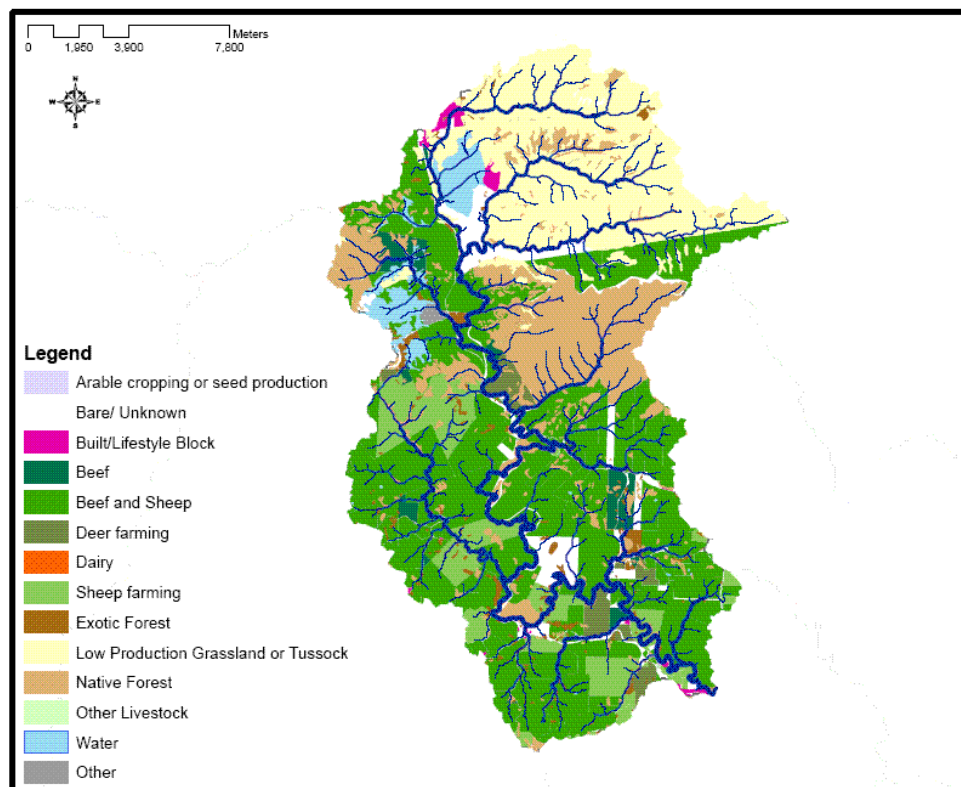 Meters
0 1,950 3,900 7,800
N
W E
S
Legend
Arable cropping or seed production
Bare/ Unknown
Built/Lifestyle Block
Beef
Beef and Sheep
Deer farming
Dairy
Sheep farming
Exotic Forest
Low Production Grassland or Tussock
Native Forest
Other Livestock
Water
Other